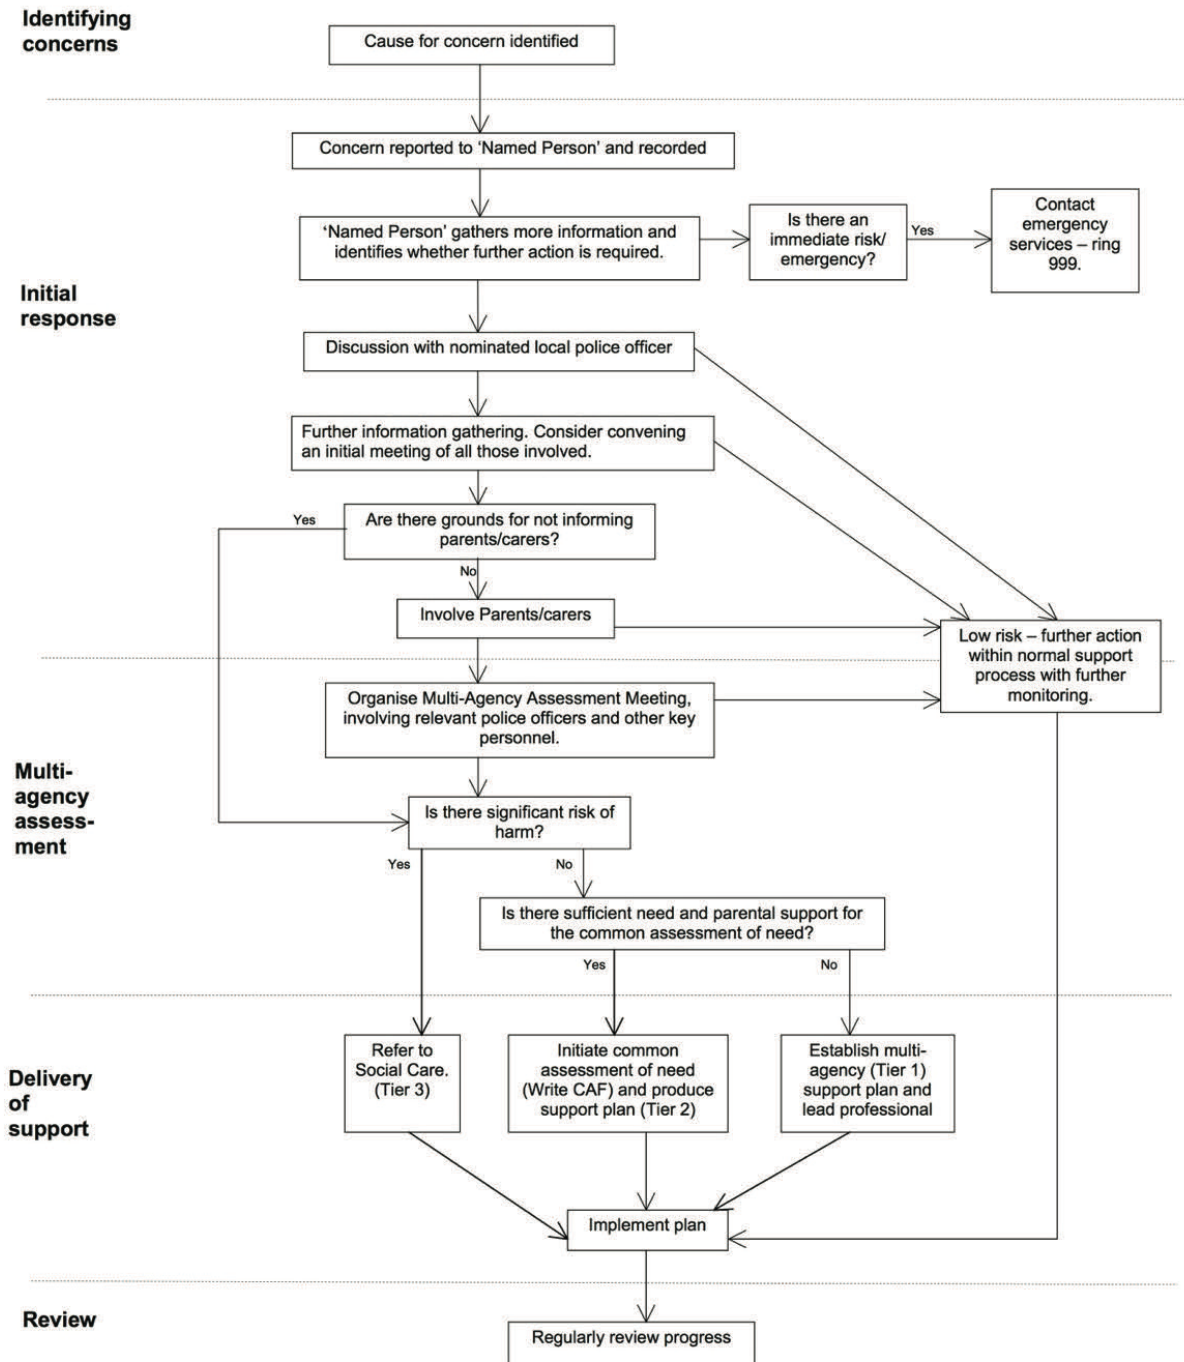 Identifying
concerns
Cause for concern identified
Concern reported to ‘Named Person’ and recorded
‘Named Person’ gathers more information and
identifies whether further action is required.
Is there an
immediate risk/
emergency?
Yes
Contact
emergency
services – ring
999.
Initial
response
Discussion with nominated local police officer
Further information gathering. Consider convening
an initial meeting of all those involved.
Yes
Are there grounds for not informing
parents/carers?
No
Involve Parents/carers
Low risk – further action
within normal support
process with further
monitoring.
Organise Multi-Agency Assessment Meeting,
involving relevant police officers and other key
personnel.
Multi-
agency
assess-
ment
Is there significant risk of
harm?
Yes
No
Is there sufficient need and parental support for
the common assessment of need?
Yes
No
Delivery
of
support
Refer to
Social Care.
(Tier 3)
Initiate common
assessment of need
(Write CAF) and produce
support plan (Tier 2)
Establish multi-
agency (Tier 1)
support plan and
lead professional
Implement plan
Review
Regularly review progress